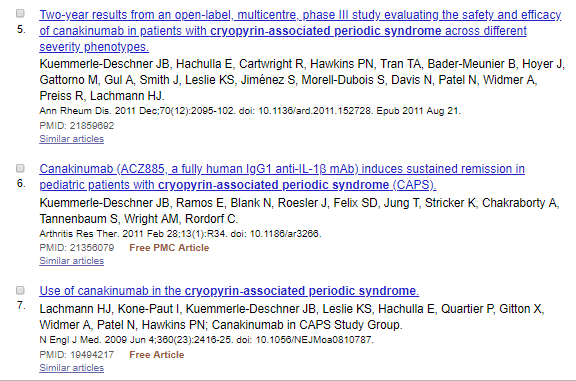 5. Two-year results from an open-label, multicentre, phase III study evaluating the safety and efficacy
of canakinumab in patients with cryopyrin-associated periodic syndrome across different
severity phenotypes.
Kuemmerle-Deschner JB, Hachulla E, Cartwright R, Hawkins PN, Tran TA, Bader-Meunier B, Hoyer J,
Gattorno M, Gul A, Smith J, Leslie KS, Jiménez S, Morell-Dubois S, Davis N, Patel N, Widmer A,
Preiss R, Lachmann HJ.
Ann Rheum Dis. 2011 Dec;70(12):2095-102. doi: 10.1136/ard.2011.152728. Epub 2011 Aug 21.
PMID: 21859692
Similar articles
6. Canakinumab (ACZ885, a fully human IgG1 anti-IL-1β mAb) induces sustained remission in
pediatric patients with cryopyrin-associated periodic syndrome (CAPS).
Kuemmerle-Deschner JB, Ramos E, Blank N, Roesler J, Felix SD, Jung T, Stricker K, Chakraborty A,
Tannenbaum S, Wright AM, Rordorf C.
Arthritis Res Ther. 2011 Feb 28;13(1):R34. doi: 10.1186/ar3266.
PMID: 21356079 Free PMC Article
Similar articles
7. Use of canakinumab in the cryopyrin-associated periodic syndrome.
Lachmann HJ, Kone-Paut I, Kuemmerle-Deschner JB, Leslie KS, Hachulla E, Quartier P, Gitton X,
Widmer A, Patel N, Hawkins PN; Canakinumab in CAPS Study Group.
N Engl J Med. 2009 Jun 4;360(23):2416-25. doi: 10.1056/NEJMoa0810787.
PMID: 19494217 Free Article
Similar articles